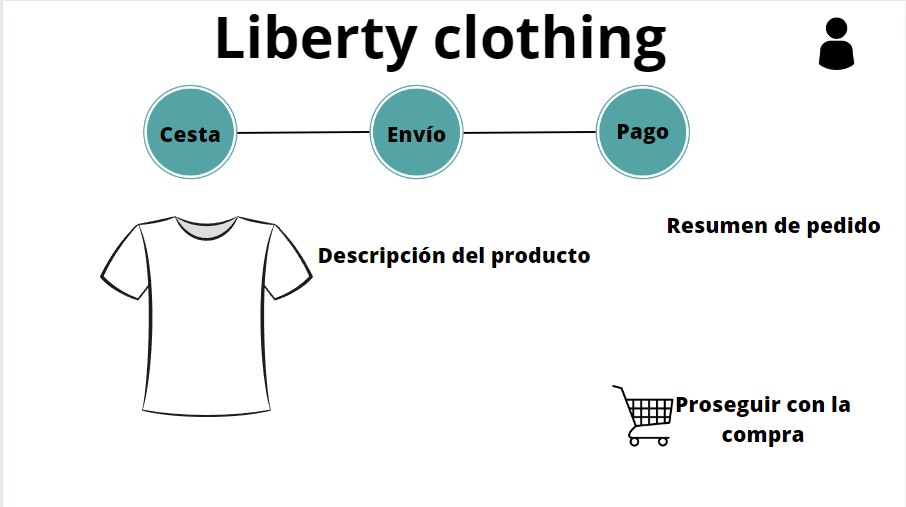 Liberty clothing
Cesta
Envío
Pago
Resumen de pedido
Descripción del producto
Proseguir con la
compra